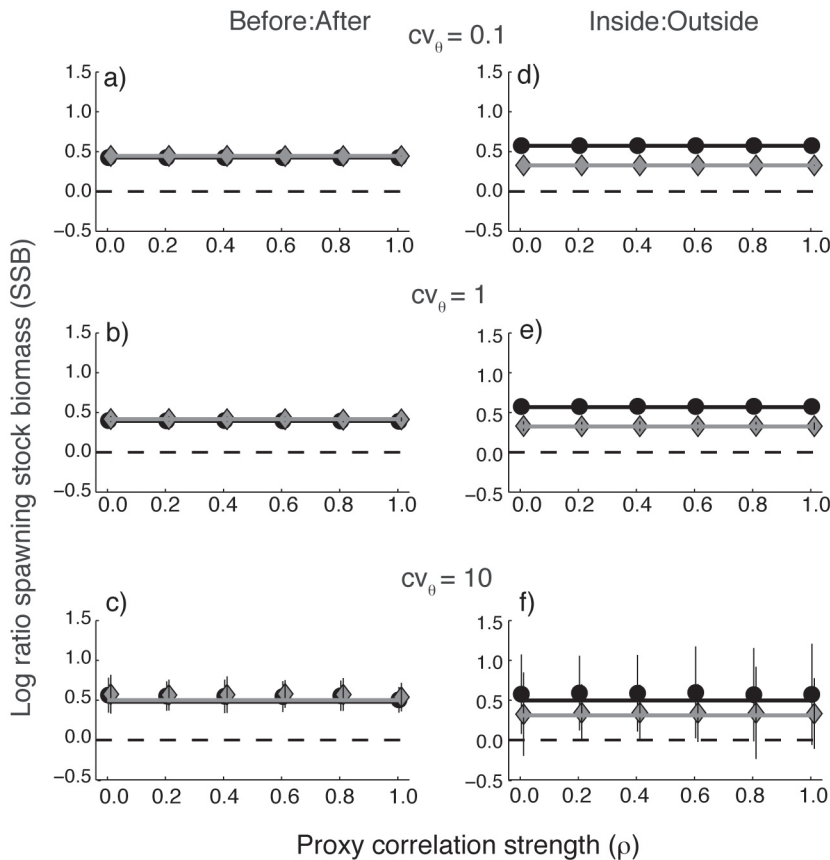 Before:After
Inside:Outside
cvθ = 0.1
a)
1.5
1.0
0.5
0.0
−0.5
0.0 0.2 0.4 0.6 0.8 1.0
d)
1.5
1.0
0.5
0.0
−0.5
0.0 0.2 0.4 0.6 0.8 1.0
cvθ = 1
b)
1.5
1.0
0.5
0.0
−0.5
0.0 0.2 0.4 0.6 0.8 1.0
e)
1.5
1.0
0.5
0.0
−0.5
0.0 0.2 0.4 0.6 0.8 1.0
cvθ = 10
c)
1.5
1.0
0.5
0.0
−0.5
0.0 0.2 0.4 0.6 0.8 1.0
f)
1.5
1.0
0.5
0.0
−0.5
0.0 0.2 0.4 0.6 0.8 1.0
Log ratio spawning stock biomass (SSB)
Proxy correlation strength (ρ)